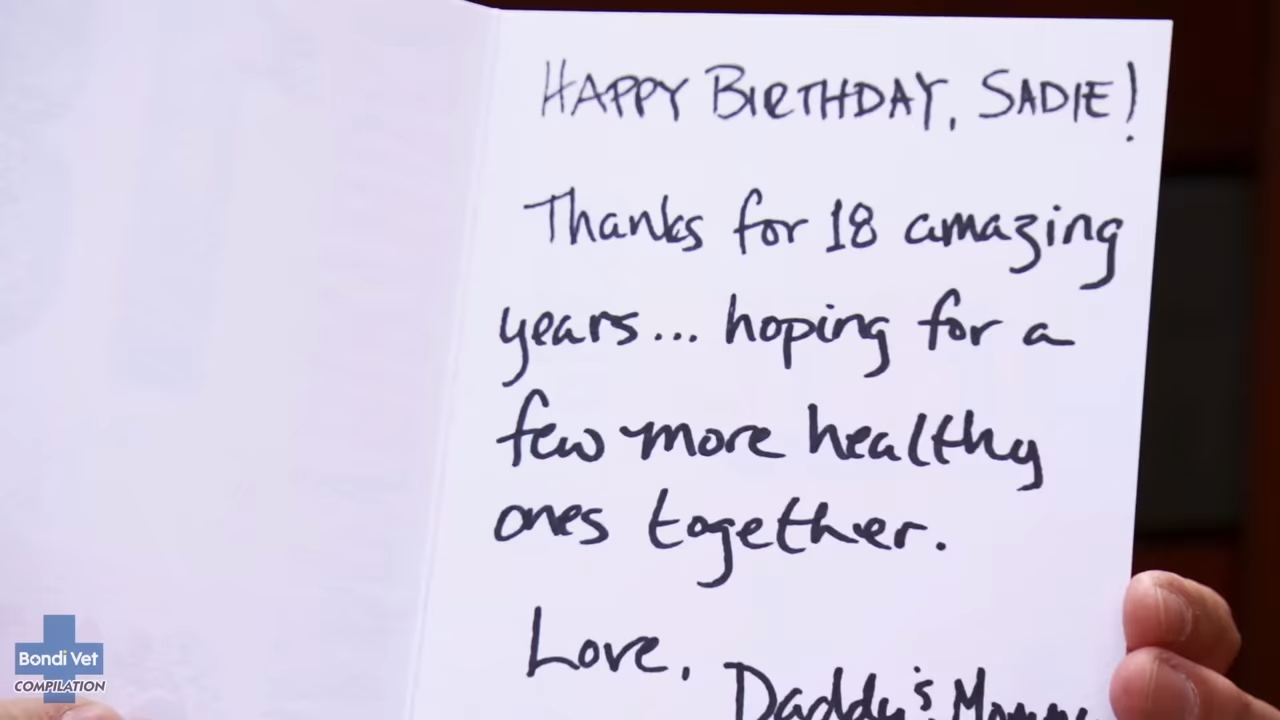 HAPPY BIRTHDAY, SADIE!
Thanks for 18 amazing
years... hoping for a
few more healthy
ones together.
Love,
Daddy
Bondi Vet
COMPILATION